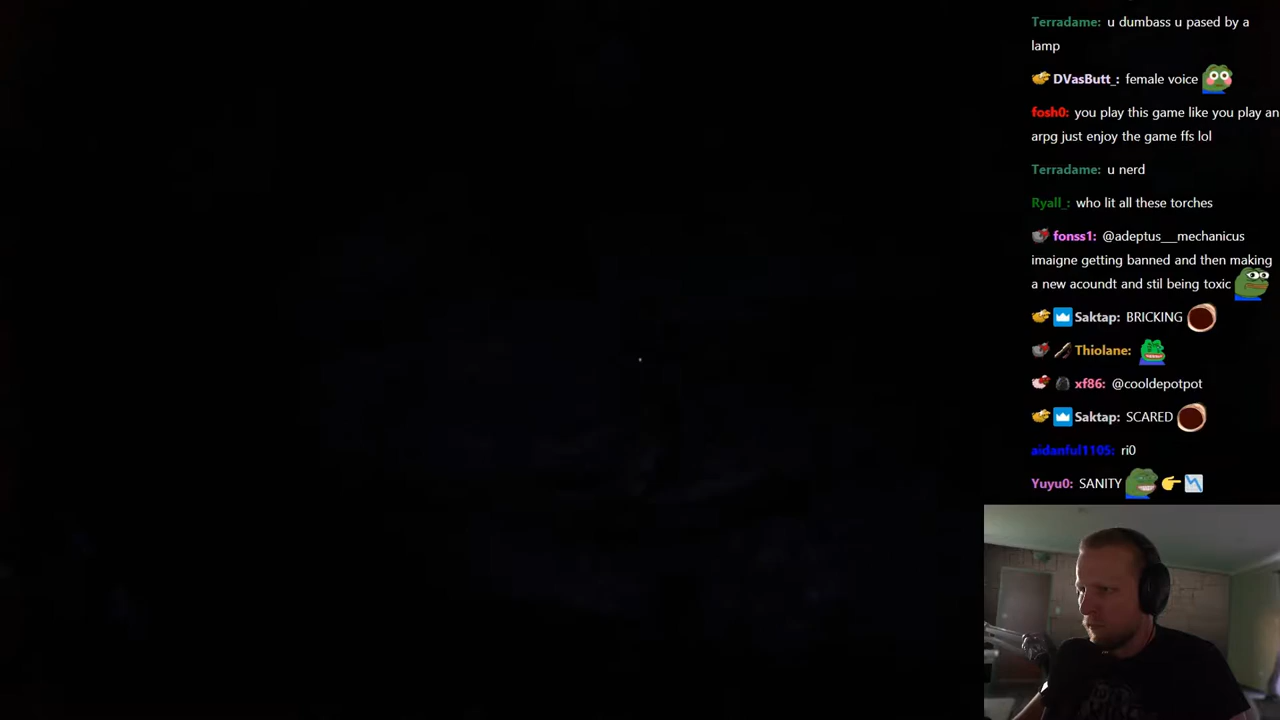 Terradame: u dumbass u pased by a
lamp
DVasButt_: female voice
fosh0: you play this game like you play an
arpg just enjoy the game ffs lol
Terradame: u nerd
Ryall_: who lit all these torches
fonss1: @adeptus__mechanicus
imaigne getting banned and then making
a new acoundt and stil being toxic
Saktap: BRICKING
Thiolane:
xf86: @cooldepotpot
Saktap: SCARED
aidanful1105: ri0
Yuyu0: SANITY